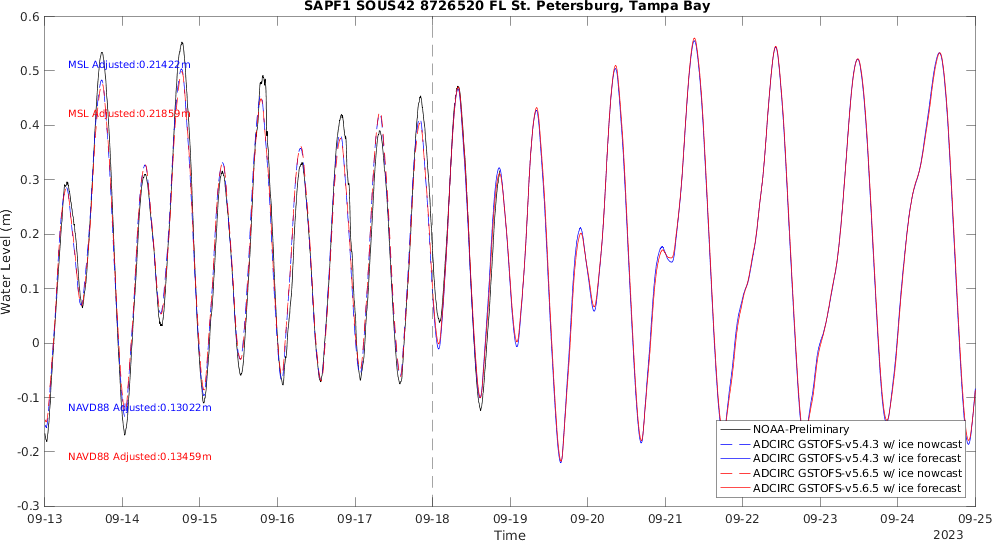 SAPF1 SOUS42 8726520 FL St. Petersburg, Tampa Bay
0.6
0.5
0.4
0.3
0.2
0.1
0
-0.1
-0.2
-0.3
Water Level (m)
MSL Adjusted:0.21422m
MSL Adjusted:0.21859m
NAVD88 Adjusted:0.13022m
NAVD88 Adjusted:0.13459m
NOAA-Preliminary
ADCIRC GSTOFS-v5.4.3 w/ ice nowcast
ADCIRC GSTOFS-v5.4.3 w/ ice forecast
ADCIRC GSTOFS-v5.6.5 w/ ice nowcast
ADCIRC GSTOFS-v5.6.5 w/ ice forecast
09-13 09-14 09-15 09-16 09-17 09-18 09-19 09-20 09-21 09-22 09-23 09-24 09-25
Time
2023